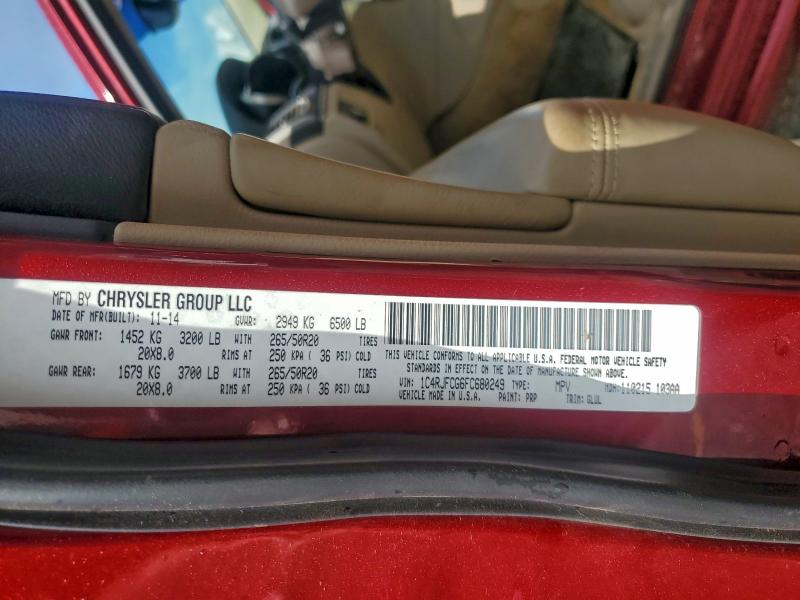 MFD BY CHRYSLER GROUP LLC
DATE OF MFR(BUILT): 11-14 GVWR: 2949 KG 6500 LB
GAWR FRONT: 1452 KG 3200 LB WITH 265/50R20 TIRES
20X8.0 RIMS AT 250 KPA ( 36 PSI) COLD
GAWR REAR: 1679 KG 3700 LB WITH 265/50R20 TIRES
20X8.0 RIMS AT 250 KPA ( 36 PSI) COLD
THIS VEHICLE CONFORMS TO ALL APPLICABLE U.S.A. FEDERAL MOTOR VEHICLE SAFETY
STANDARDS IN EFFECT ON THE DATE OF MANUFACTURE SHOWN ABOVE.
VIN: 1C4RJFCG6FC680249 TYPE: MPV MDH: 110215 103AA
VEHICLE MADE IN U.S.A. PAINT: PRP TRIM: GLUL